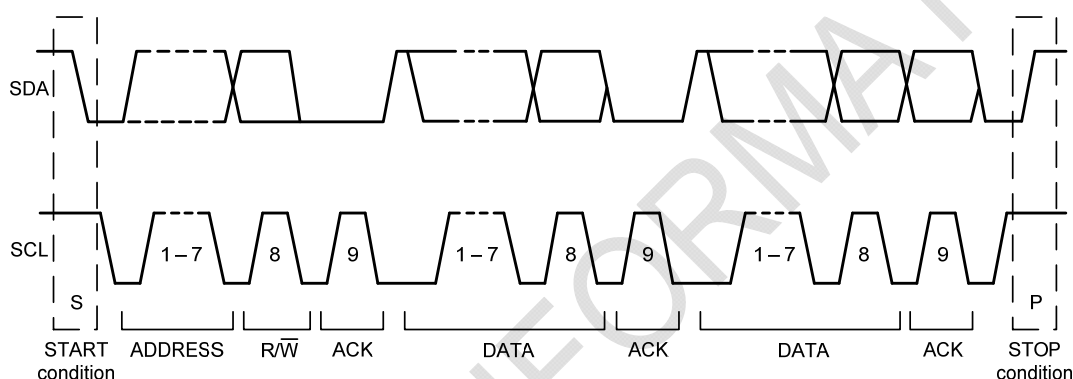 SDA
SCL
1 – 7 8 9 1 – 7 8 9 1 – 7 8 9
S P
START ADDRESS R/W̅ ACK DATA ACK DATA ACK STOP
condition condition